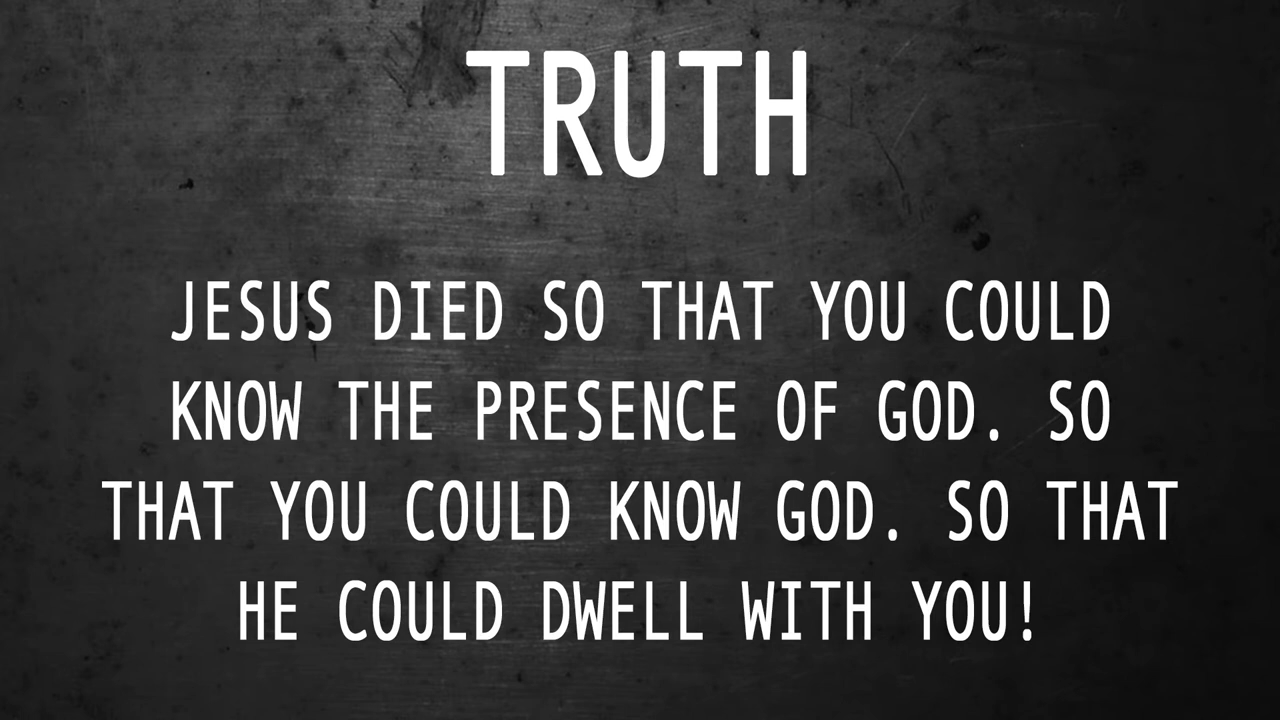 TRUTH
JESUS DIED SO THAT YOU COULD
KNOW THE PRESENCE OF GOD. SO
THAT YOU COULD KNOW GOD. SO THAT
HE COULD DWELL WITH YOU!